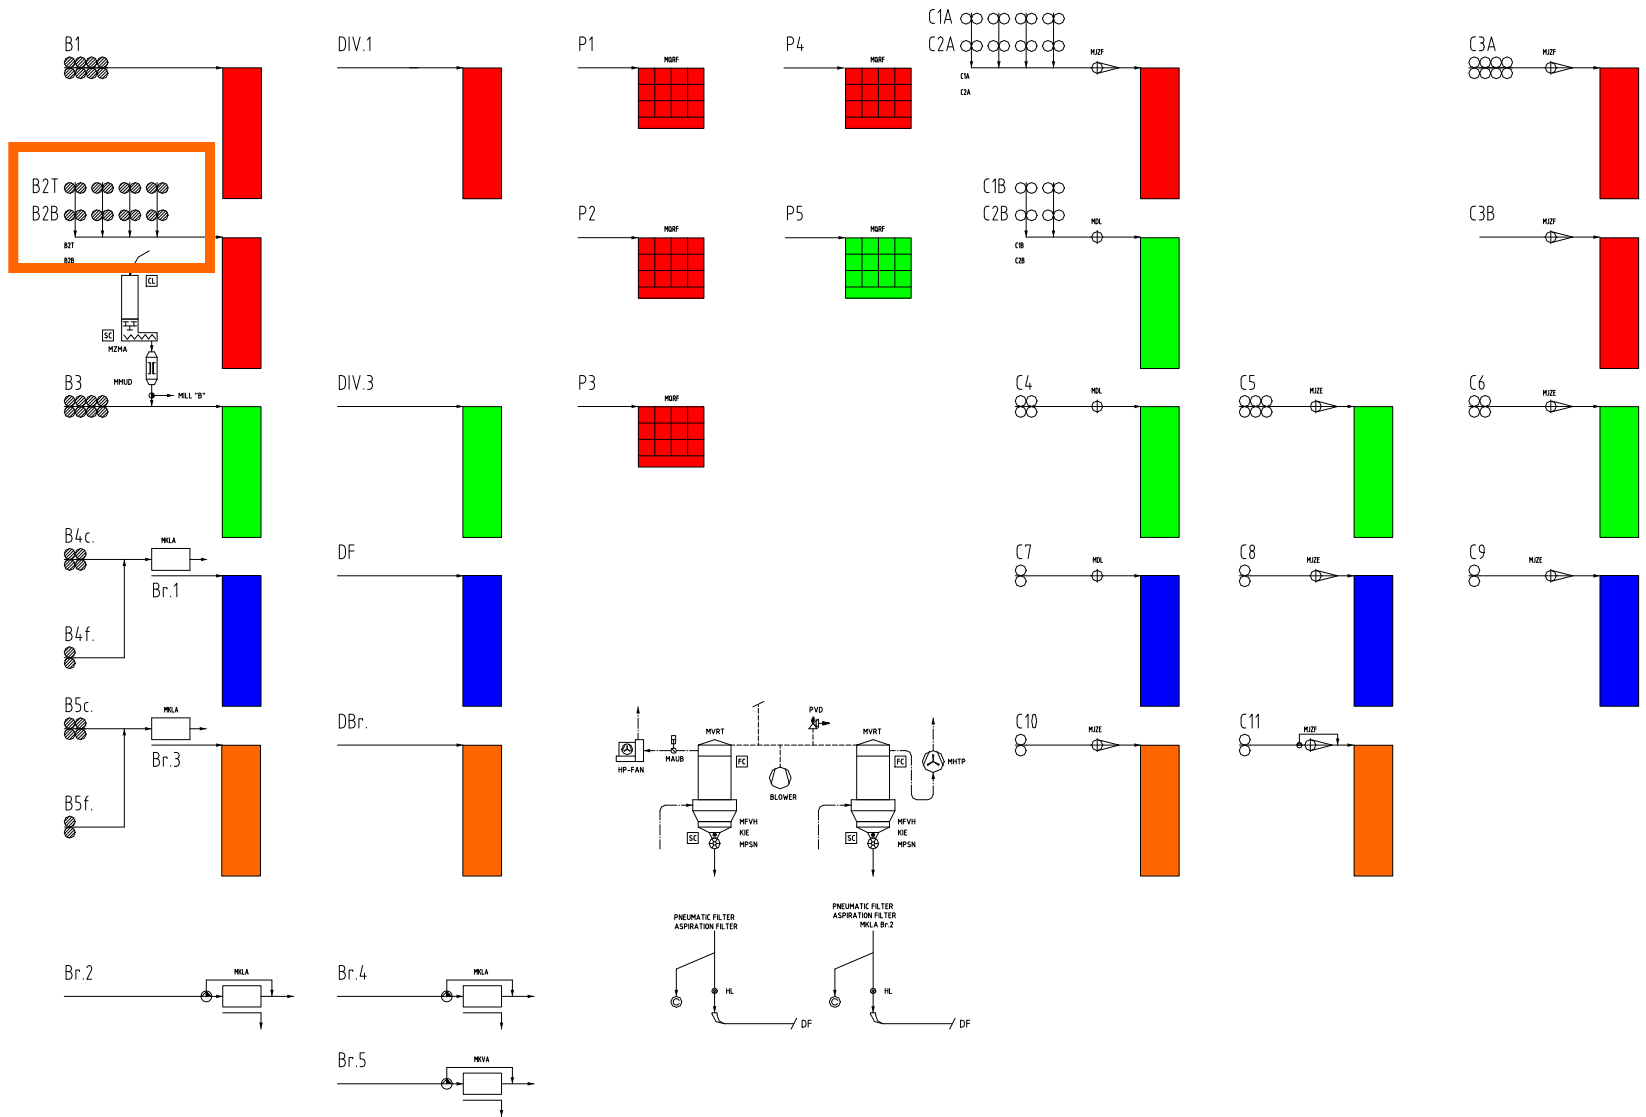 B1
DIV.1
P1
MQRF
P4
MQRF
C1A
C2A
C1A
C2A
MJZF
C3A
MJZF
B2T
B2B
B2T
B2B
P2
MQRF
P5
MQRF
C1B
C2B
C1B
C2B
MDL
C3B
MJZF
CL
SC
MZMA
MMUD
MILL "B"
B3
DIV.3
P3
MQRF
C4
MDL
C5
MJZE
C6
MJZE
B4c.
MKLA
Br.1
B4f.
DF
C7
MDL
C8
MJZE
C9
MJZE
B5c.
MKLA
Br.3
B5f.
DBr.
HP-FAN
MAUB
MVRT
FC
PVD
BLOWER
MVRT
FC
MHTP
SC
MFVH
KIE
MPSN
SC
MFVH
KIE
MPSN
C10
MJZE
C11
MJZF
PNEUMATIC FILTER
ASPIRATION FILTER
C
HL
DF
PNEUMATIC FILTER
ASPIRATION FILTER
MKLA Br.2
C
HL
DF
Br.2
MKLA
Br.4
MKLA
Br.5
MKVA